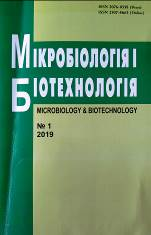 ISSN 2076-0558 (Print)
ISSN 2307-4663 (Online)
МІКРОБІОЛОГІЯ І
БІОТЕХНОЛОГІЯ
MICROBIOLOGY & BIOTECHNOLOGY
№ 1
2019